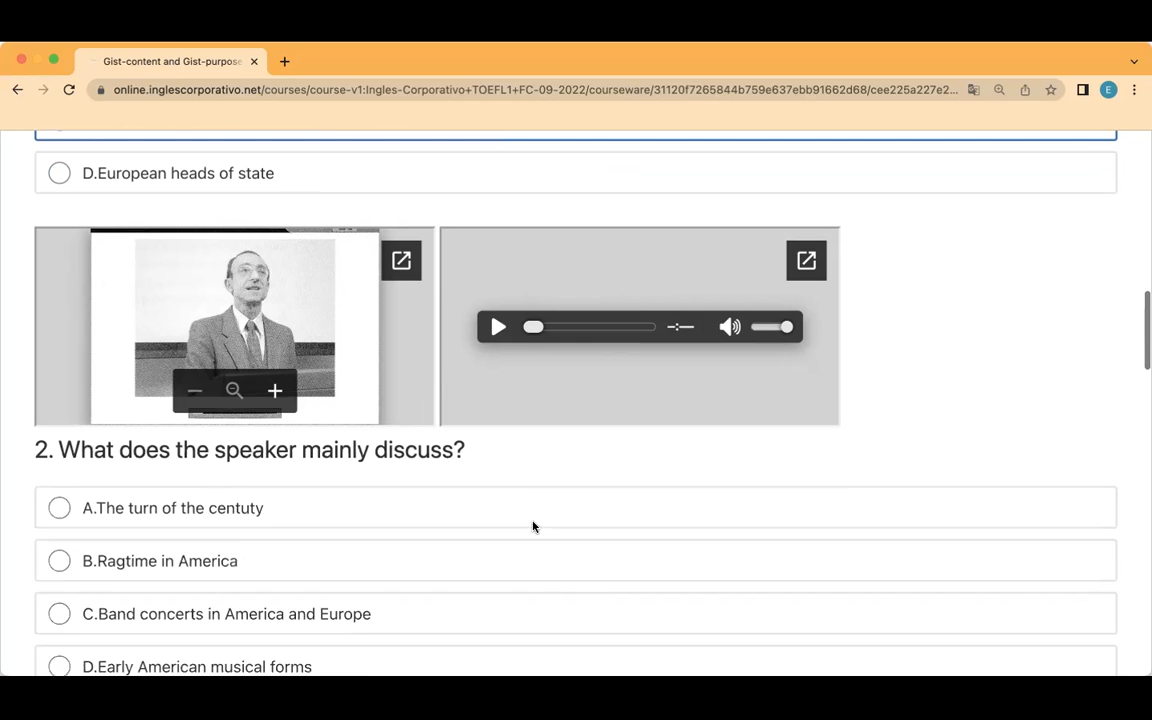 Gist-content and Gist-purpose
online.inglescorporativo.net/courses/course-v1:Ingles-Corporativo+TOEFL1+FC-09-2022/courseware/31120f7265844b759e637ebb91662d68/cee225a227e2...
E
D.European heads of state
2. What does the speaker mainly discuss?
A.The turn of the centuty
B.Ragtime in America
C.Band concerts in America and Europe
D.Early American musical forms